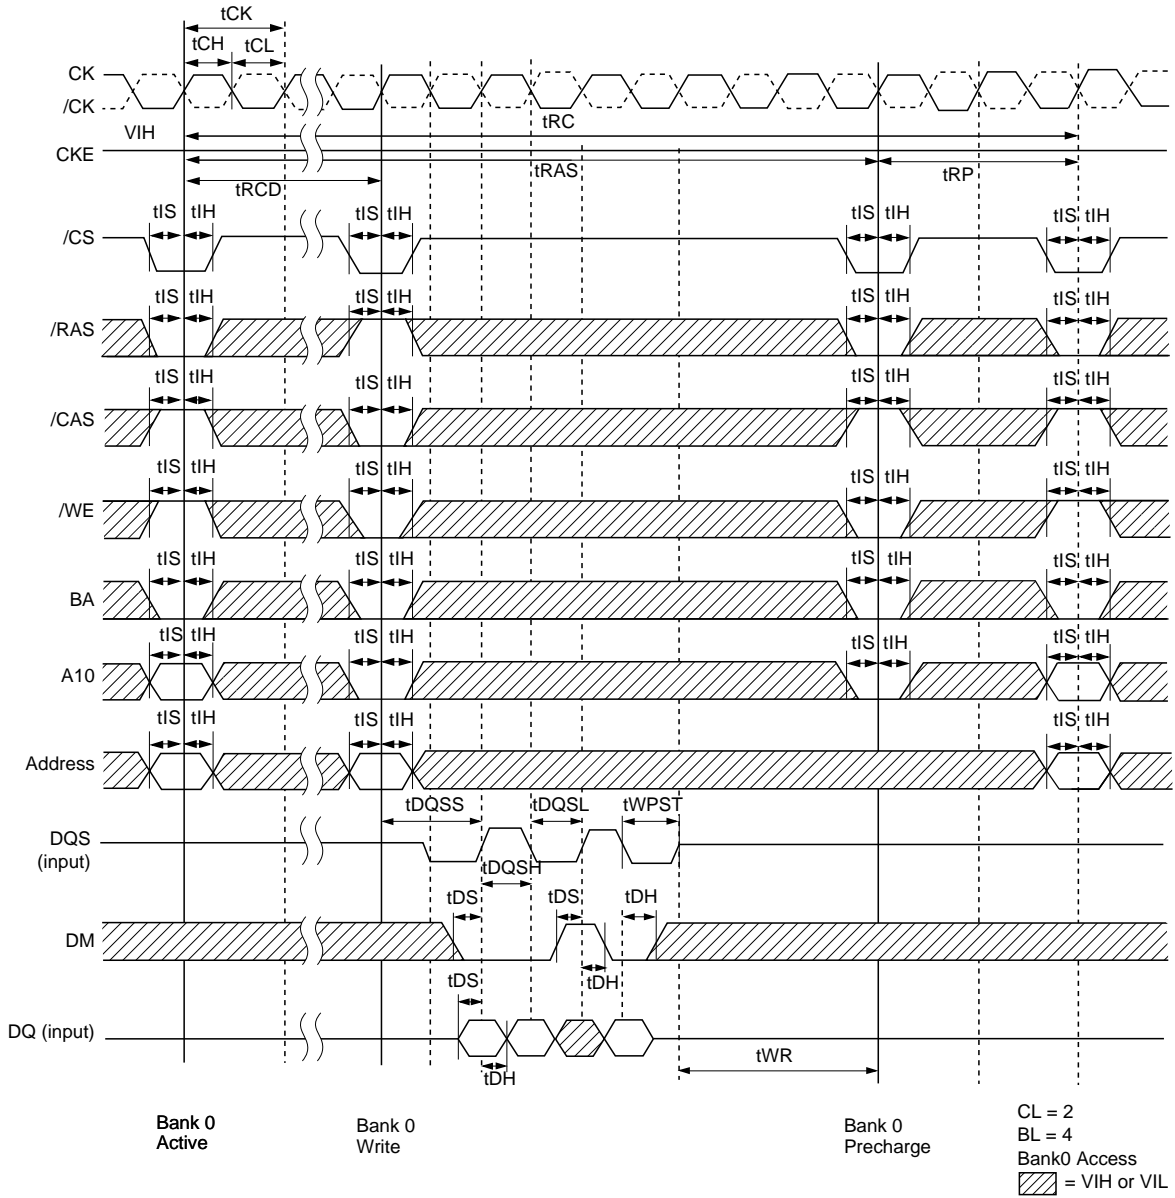 tCK
tCH tCL
CK
/CK
tRC
VIH
CKE
tRAS
tRP
tRCD
tIS tIH tIS tIH tIS tIH tIS tIH
/CS
tIS tIH tIS tIH tIS tIH tIS tIH
/RAS
tIS tIH tIS tIH tIS tIH tIS tIH
/CAS
tIS tIH tIS tIH tIS tIH tIS tIH
/WE
tIS tIH tIS tIH tIS tIH tIS tIH
BA
tIS tIH tIS tIH tIS tIH tIS tIH
A10
tIS tIH tIS tIH tIS tIH
Address
tDQSS tDQSL tWPST
DQS
(input)
tDQSH
tDS tDS tDH
DM
tDS tDH
DQ (input)
tDH
tWR
Bank 0
Active
Bank 0
Write
Bank 0
Precharge
CL = 2
BL = 4
Bank0 Access
= VIH or VIL